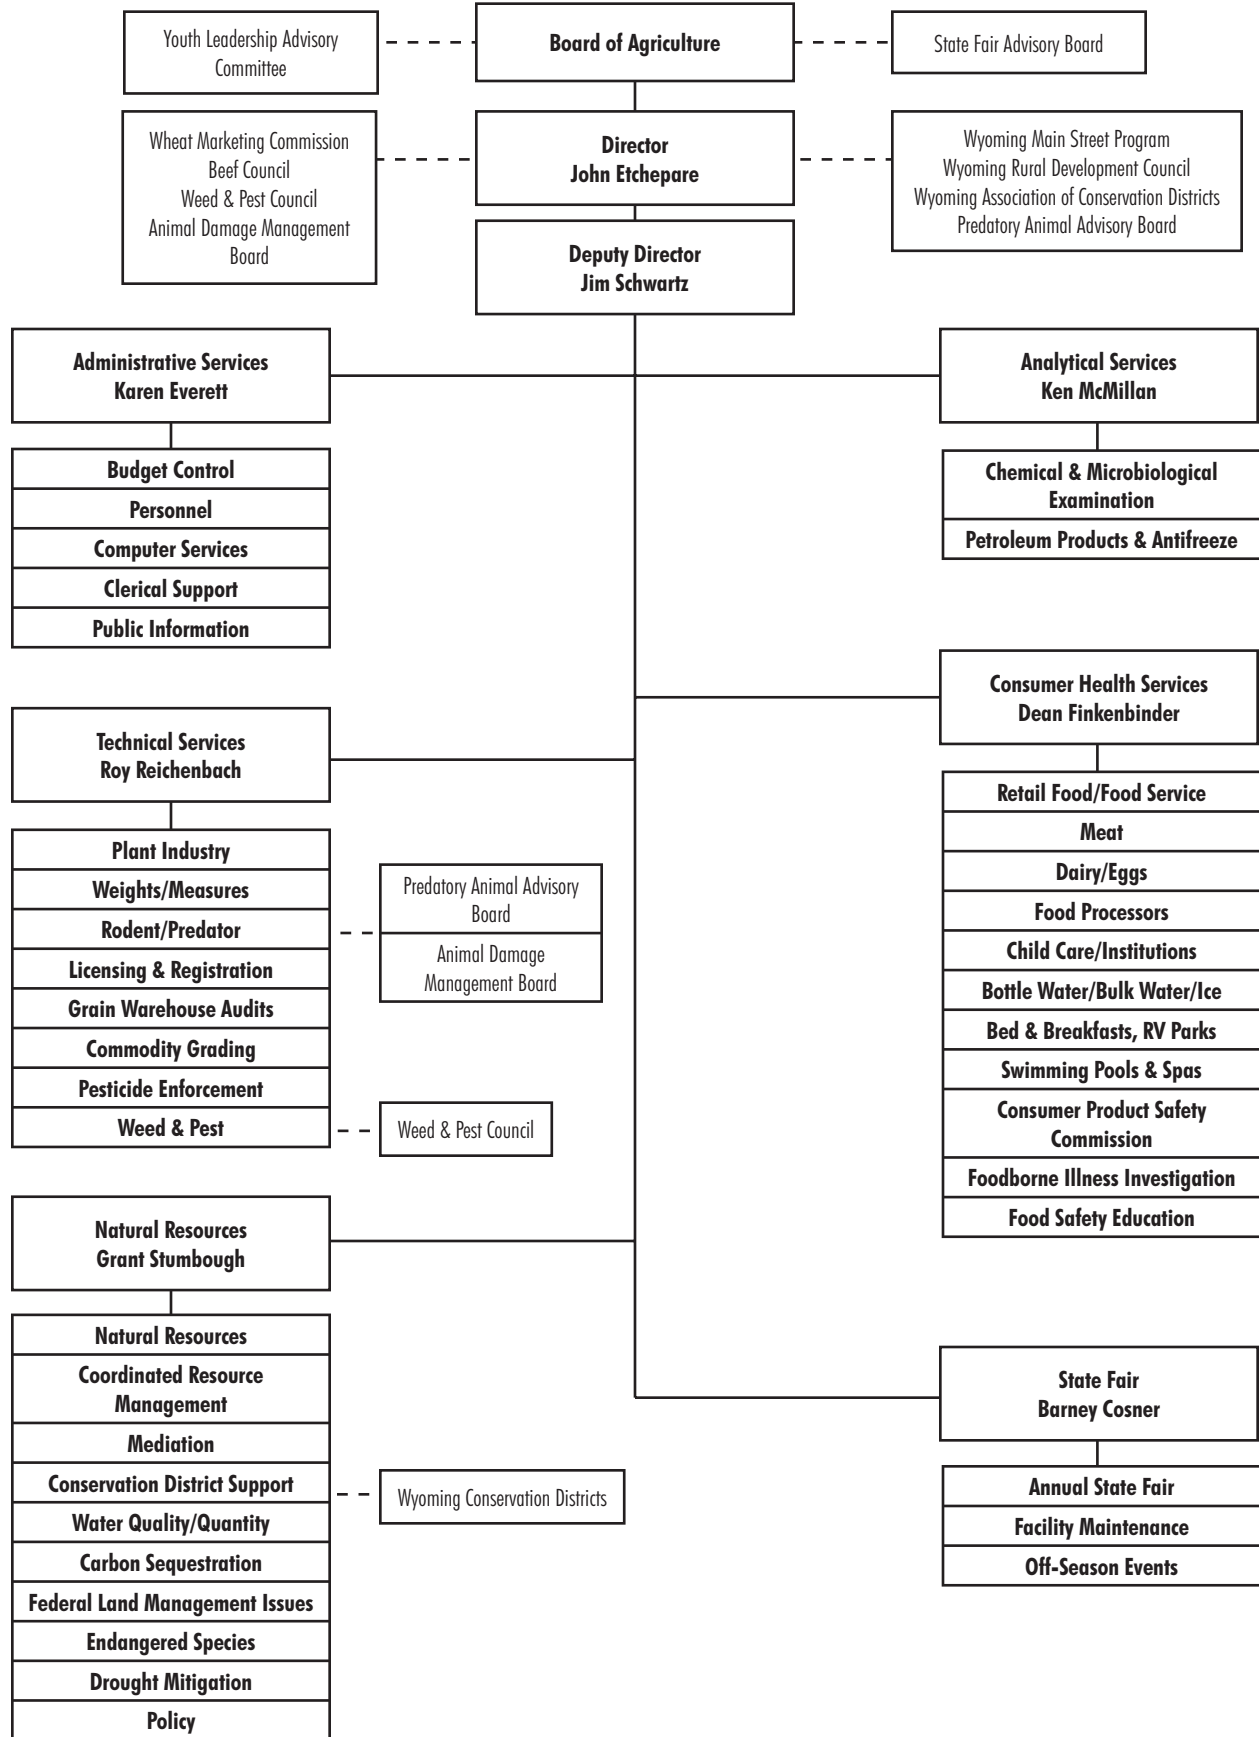 Youth Leadership Advisory
Committee
Board of Agriculture
State Fair Advisory Board
Wheat Marketing Commission
Beef Council
Weed & Pest Council
Animal Damage Management
Board
Director
John Etchepare
Wyoming Main Street Program
Wyoming Rural Development Council
Wyoming Association of Conservation Districts
Predatory Animal Advisory Board
Deputy Director
Jim Schwartz
Administrative Services
Karen Everett
Budget Control
Personnel
Computer Services
Clerical Support
Public Information
Analytical Services
Ken McMillan
Chemical & Microbiological
Examination
Petroleum Products & Antifreeze
Technical Services
Roy Reichenbach
Plant Industry
Weights/Measures
Rodent/Predator
Licensing & Registration
Grain Warehouse Audits
Commodity Grading
Pesticide Enforcement
Weed & Pest
Predatory Animal Advisory
Board
Animal Damage
Management Board
Weed & Pest Council
Consumer Health Services
Dean Finkenbinder
Retail Food/Food Service
Meat
Dairy/Eggs
Food Processors
Child Care/Institutions
Bottle Water/Bulk Water/Ice
Bed & Breakfasts, RV Parks
Swimming Pools & Spas
Consumer Product Safety
Commission
Foodborne Illness Investigation
Food Safety Education
Natural Resources
Grant Stumbough
Natural Resources
Coordinated Resource
Management
Mediation
Conservation District Support
Water Quality/Quantity
Carbon Sequestration
Federal Land Management Issues
Endangered Species
Drought Mitigation
Policy
Wyoming Conservation Districts
State Fair
Barney Cosner
Annual State Fair
Facility Maintenance
Off-Season Events